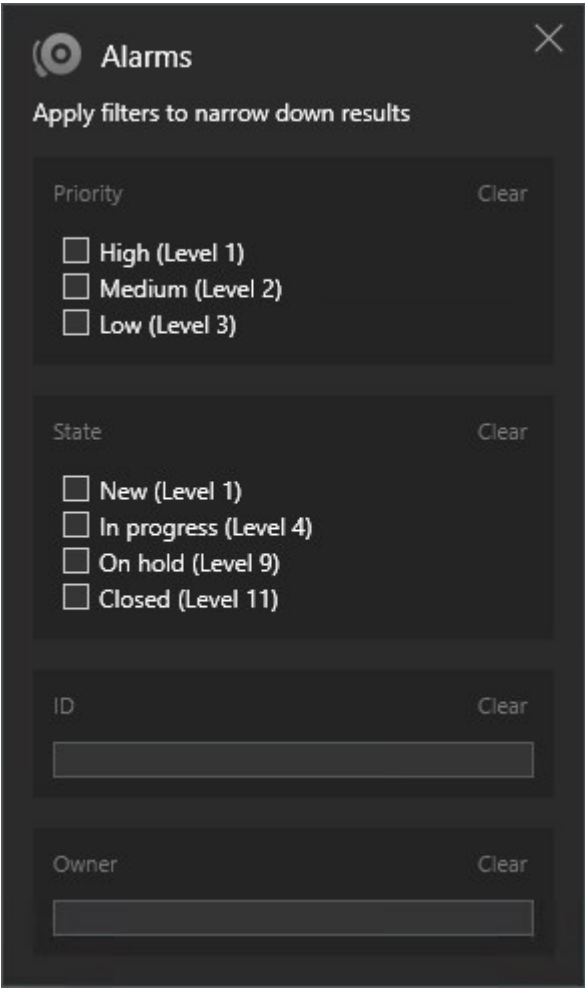 Alarms
Apply filters to narrow down results
Priority Clear
High (Level 1)
Medium (Level 2)
Low (Level 3)
State Clear
New (Level 1)
In progress (Level 4)
On hold (Level 9)
Closed (Level 11)
ID Clear
Owner Clear